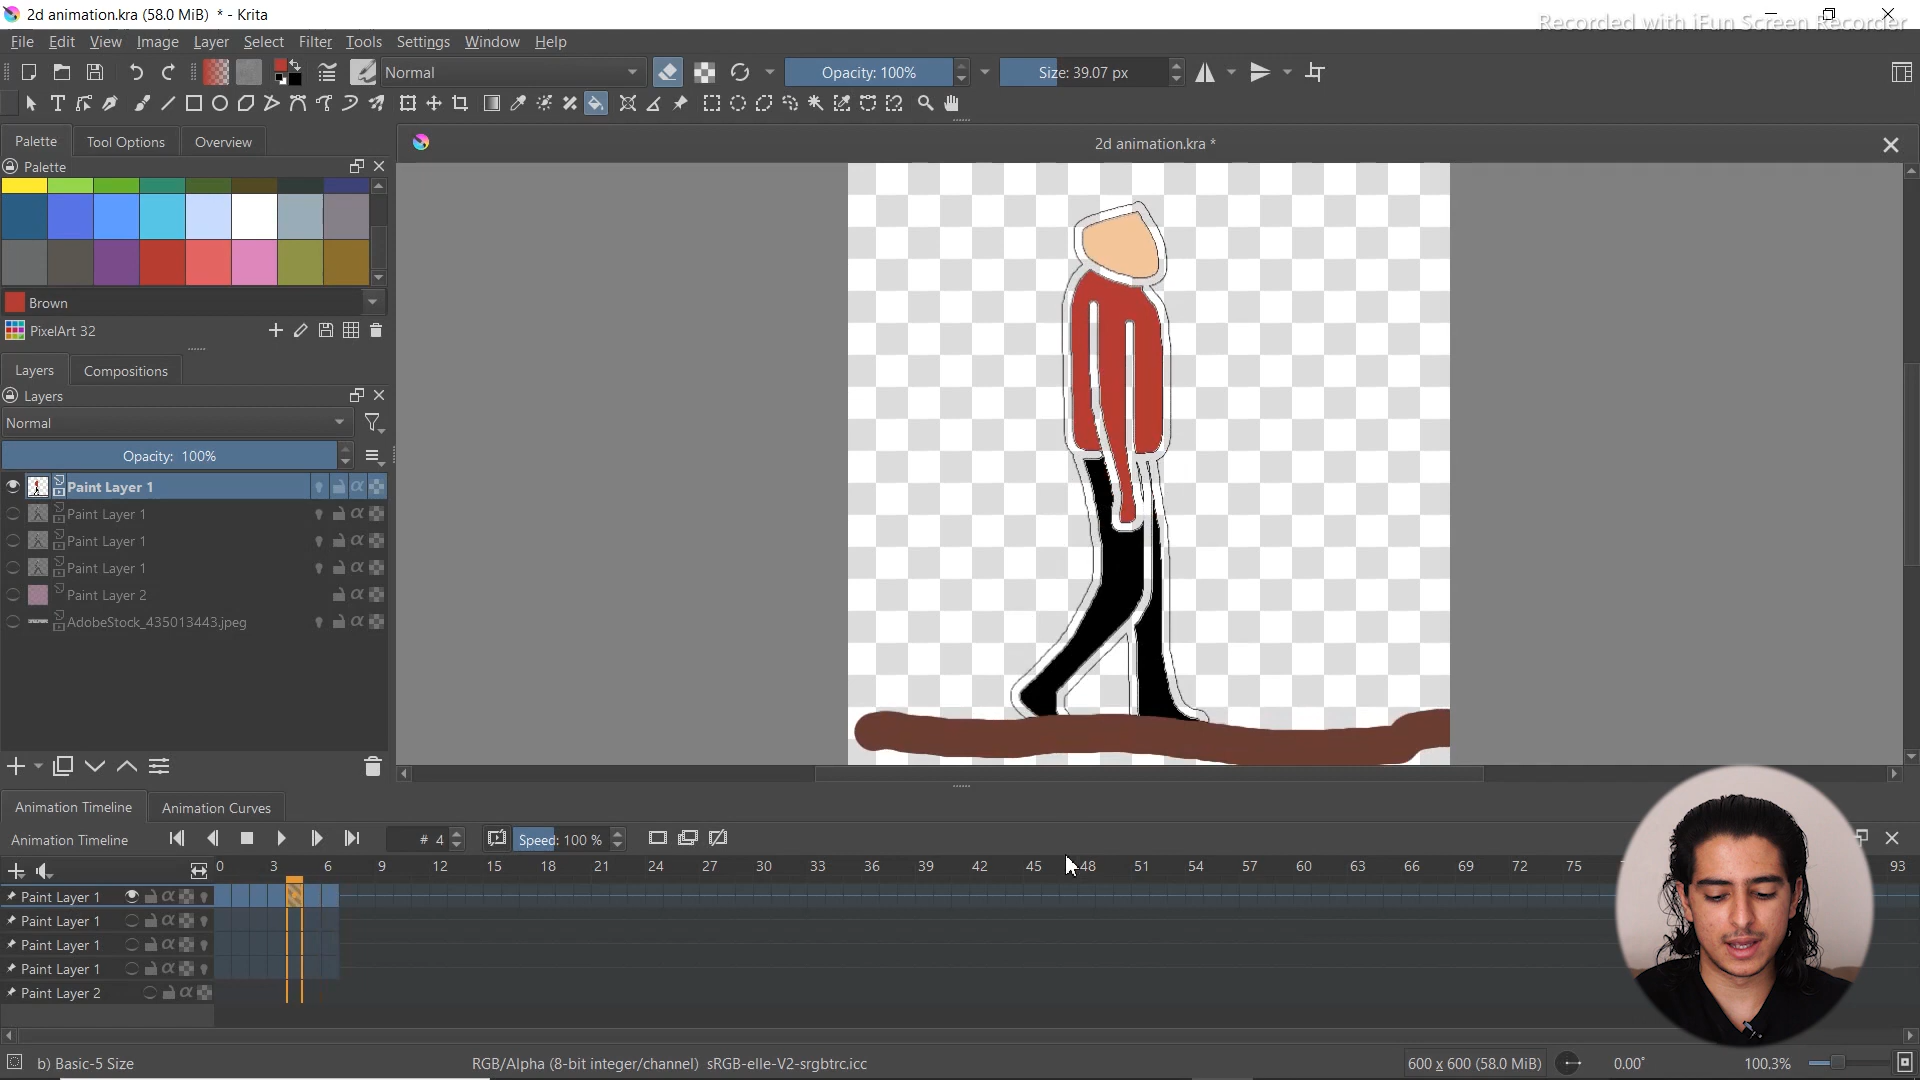 2d animation.kra (58.0 MiB)  * - Krita
Recorded with iFun Screen Recorder
File Edit View Image Layer Select Filter Tools Settings Window Help
Normal Opacity: 100% Size: 39.07 px
Palette Tool Options Overview
2d animation.kra *
Palette
Brown
PixelArt 32
Layers Compositions
Layers
Normal
Opacity: 100%
Paint Layer 1
Paint Layer 1
Paint Layer 1
Paint Layer 1
Paint Layer 2
AdobeStock_435013443.jpeg
Animation Timeline Animation Curves
Animation Timeline # 4 Speed: 100 %
0 3 6 9 12 15 18 21 24 27 30 33 36 39 42 45 48 51 54 57 60 63 66 69 72 75 93
Paint Layer 1
Paint Layer 1
Paint Layer 1
Paint Layer 1
Paint Layer 2
b) Basic-5 Size RGB/Alpha (8-bit integer/channel) sRGB-elle-V2-srgbtrc.icc 600 x 600 (58.0 MiB) 0.00° 100.3%